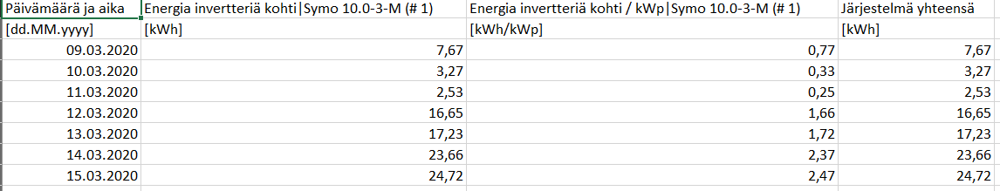 Päivämäärä ja aika Energia invertteriä kohti|Symo 10.0-3-M (# 1) Energia invertteriä kohti / kWp|Symo 10.0-3-M (# 1) Järjestelmä yhteensä
[dd.MM.yyyy] [kWh] [kWh/kWp] [kWh]
09.03.2020 7,67 0,77 7,67
10.03.2020 3,27 0,33 3,27
11.03.2020 2,53 0,25 2,53
12.03.2020 16,65 1,66 16,65
13.03.2020 17,23 1,72 17,23
14.03.2020 23,66 2,37 23,66
15.03.2020 24,72 2,47 24,72